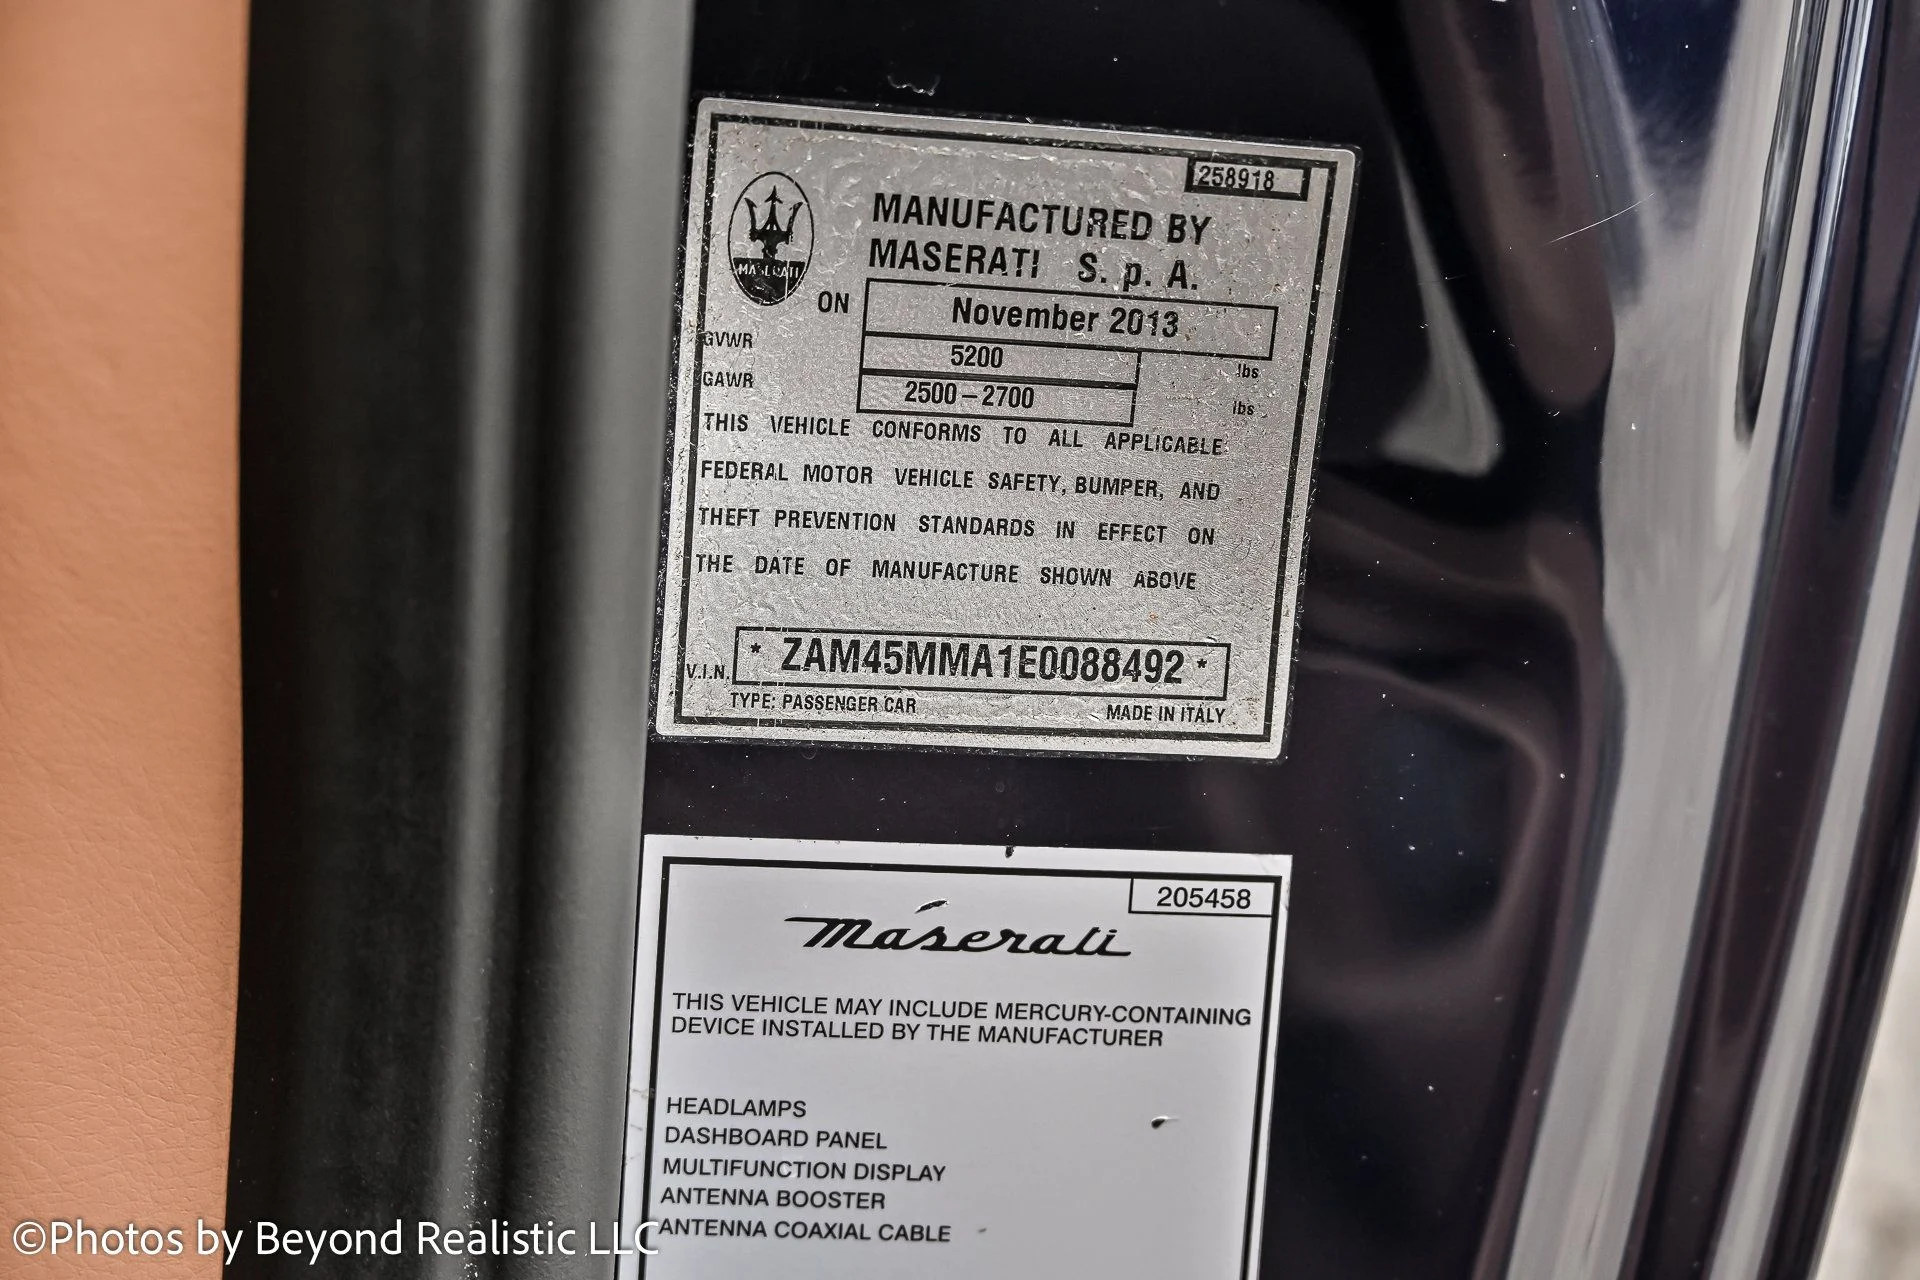 258918
MANUFACTURED BY
MASERATI S. p. A.
MASERATI
ON November 2013
GVWR 5200 lbs
GAWR 2500-2700 lbs
THIS VEHICLE CONFORMS TO ALL APPLICABLE
FEDERAL MOTOR VEHICLE SAFETY, BUMPER, AND
THEFT PREVENTION STANDARDS IN EFFECT ON
THE DATE OF MANUFACTURE SHOWN ABOVE
V.I.N. * ZAM45MMA1E0088492 *
TYPE: PASSENGER CAR MADE IN ITALY
205458
Maserati
THIS VEHICLE MAY INCLUDE MERCURY-CONTAINING
DEVICE INSTALLED BY THE MANUFACTURER
HEADLAMPS
DASHBOARD PANEL
MULTIFUNCTION DISPLAY
ANTENNA BOOSTER
ANTENNA COAXIAL CABLE
©Photos by Beyond Realistic LLC